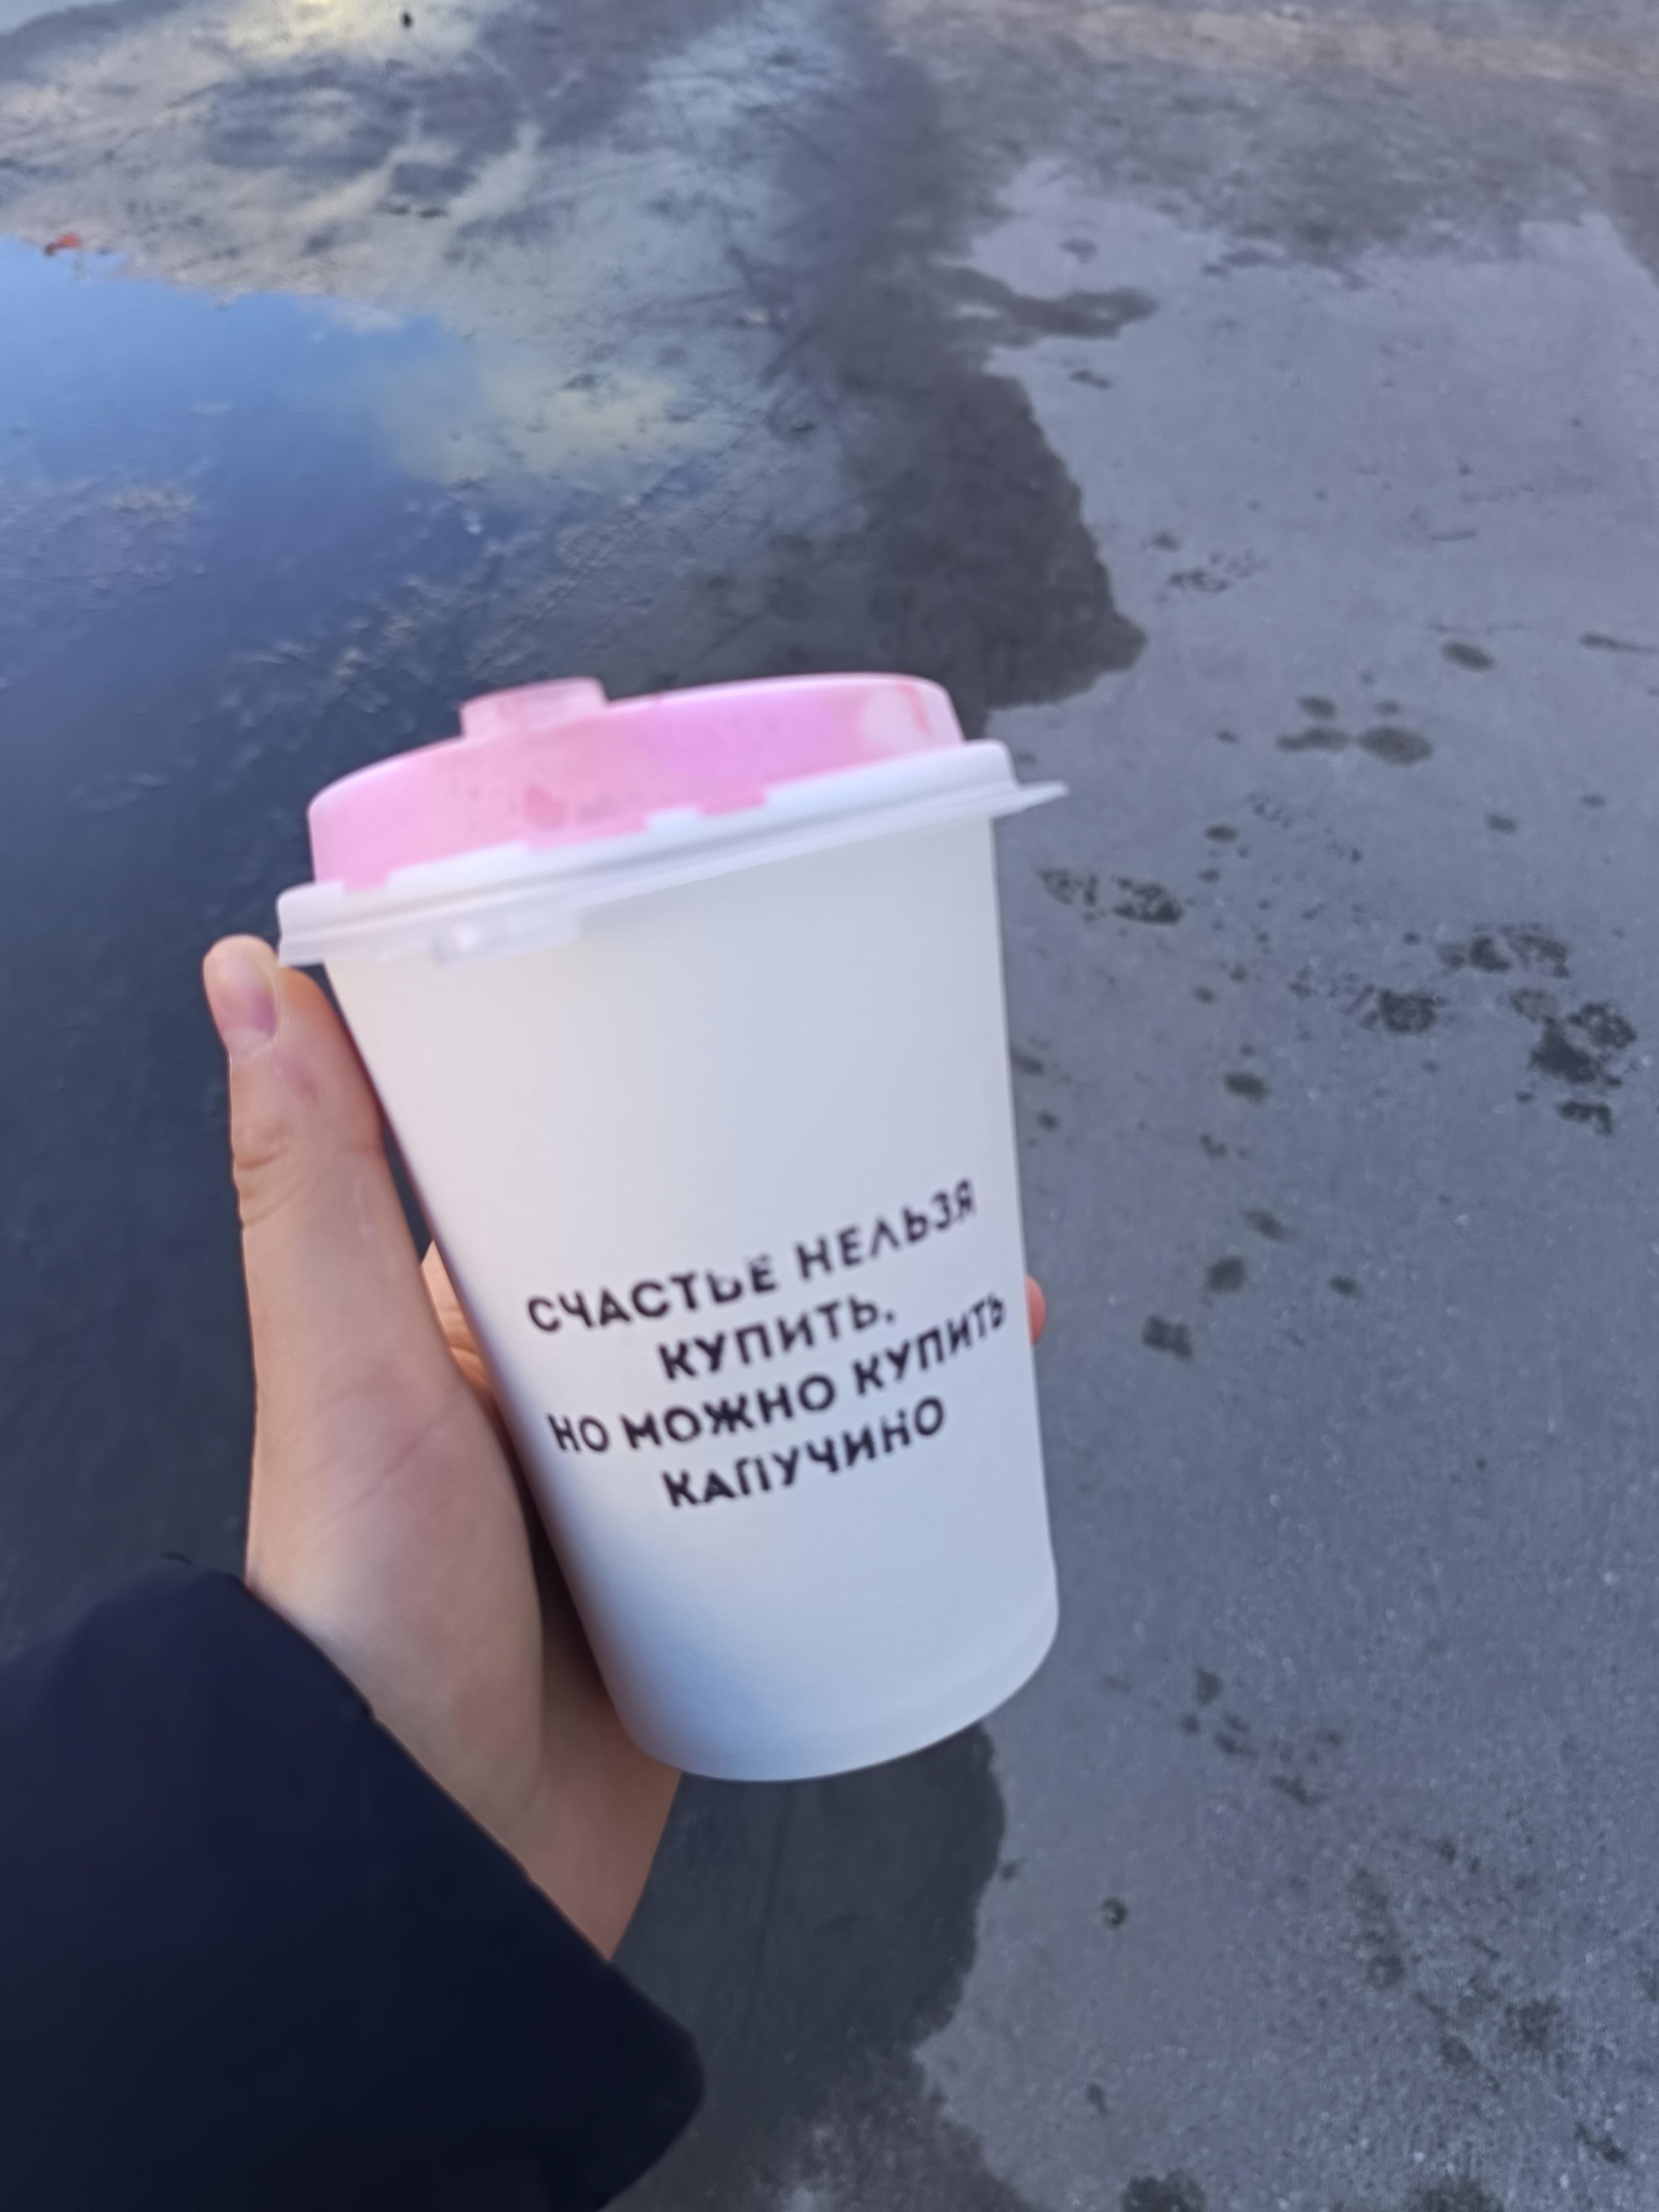 СЧАСТЬЕ НЕЛЬЗЯ
КУПИТЬ,
НО МОЖНО КУПИТЬ
КАПУЧИНО